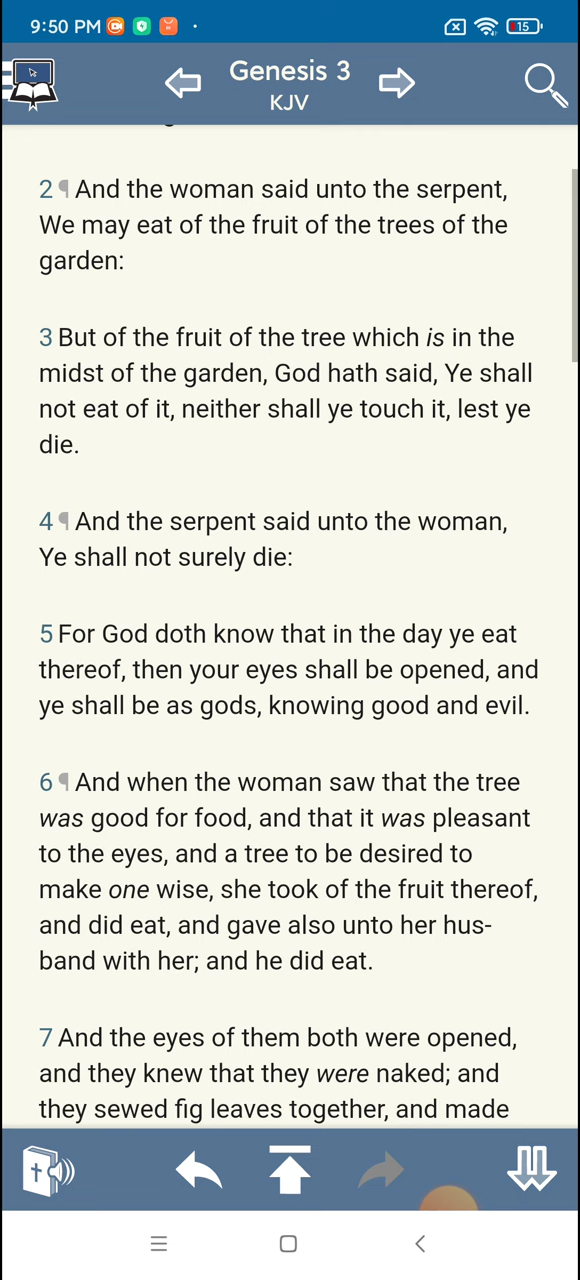 9:50 PM
15
Genesis 3
KJV
2 ¶ And the woman said unto the serpent,
We may eat of the fruit of the trees of the
garden:
3 But of the fruit of the tree which is in the
midst of the garden, God hath said, Ye shall
not eat of it, neither shall ye touch it, lest ye
die.
4 ¶ And the serpent said unto the woman,
Ye shall not surely die:
5 For God doth know that in the day ye eat
thereof, then your eyes shall be opened, and
ye shall be as gods, knowing good and evil.
6 ¶ And when the woman saw that the tree
was good for food, and that it was pleasant
to the eyes, and a tree to be desired to
make one wise, she took of the fruit thereof,
and did eat, and gave also unto her hus-
band with her; and he did eat.
7 And the eyes of them both were opened,
and they knew that they were naked; and
they sewed fig leaves together, and made